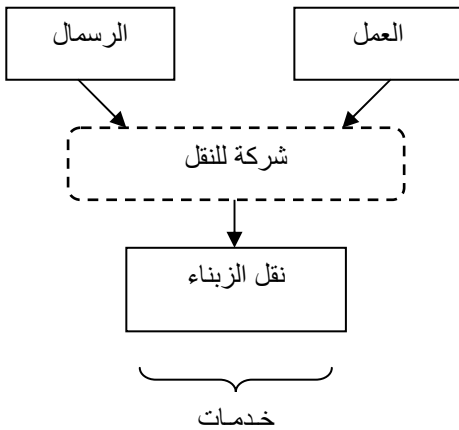 العمل
الرسمال
شركة للنقل
نقل الزبناء
خدمات